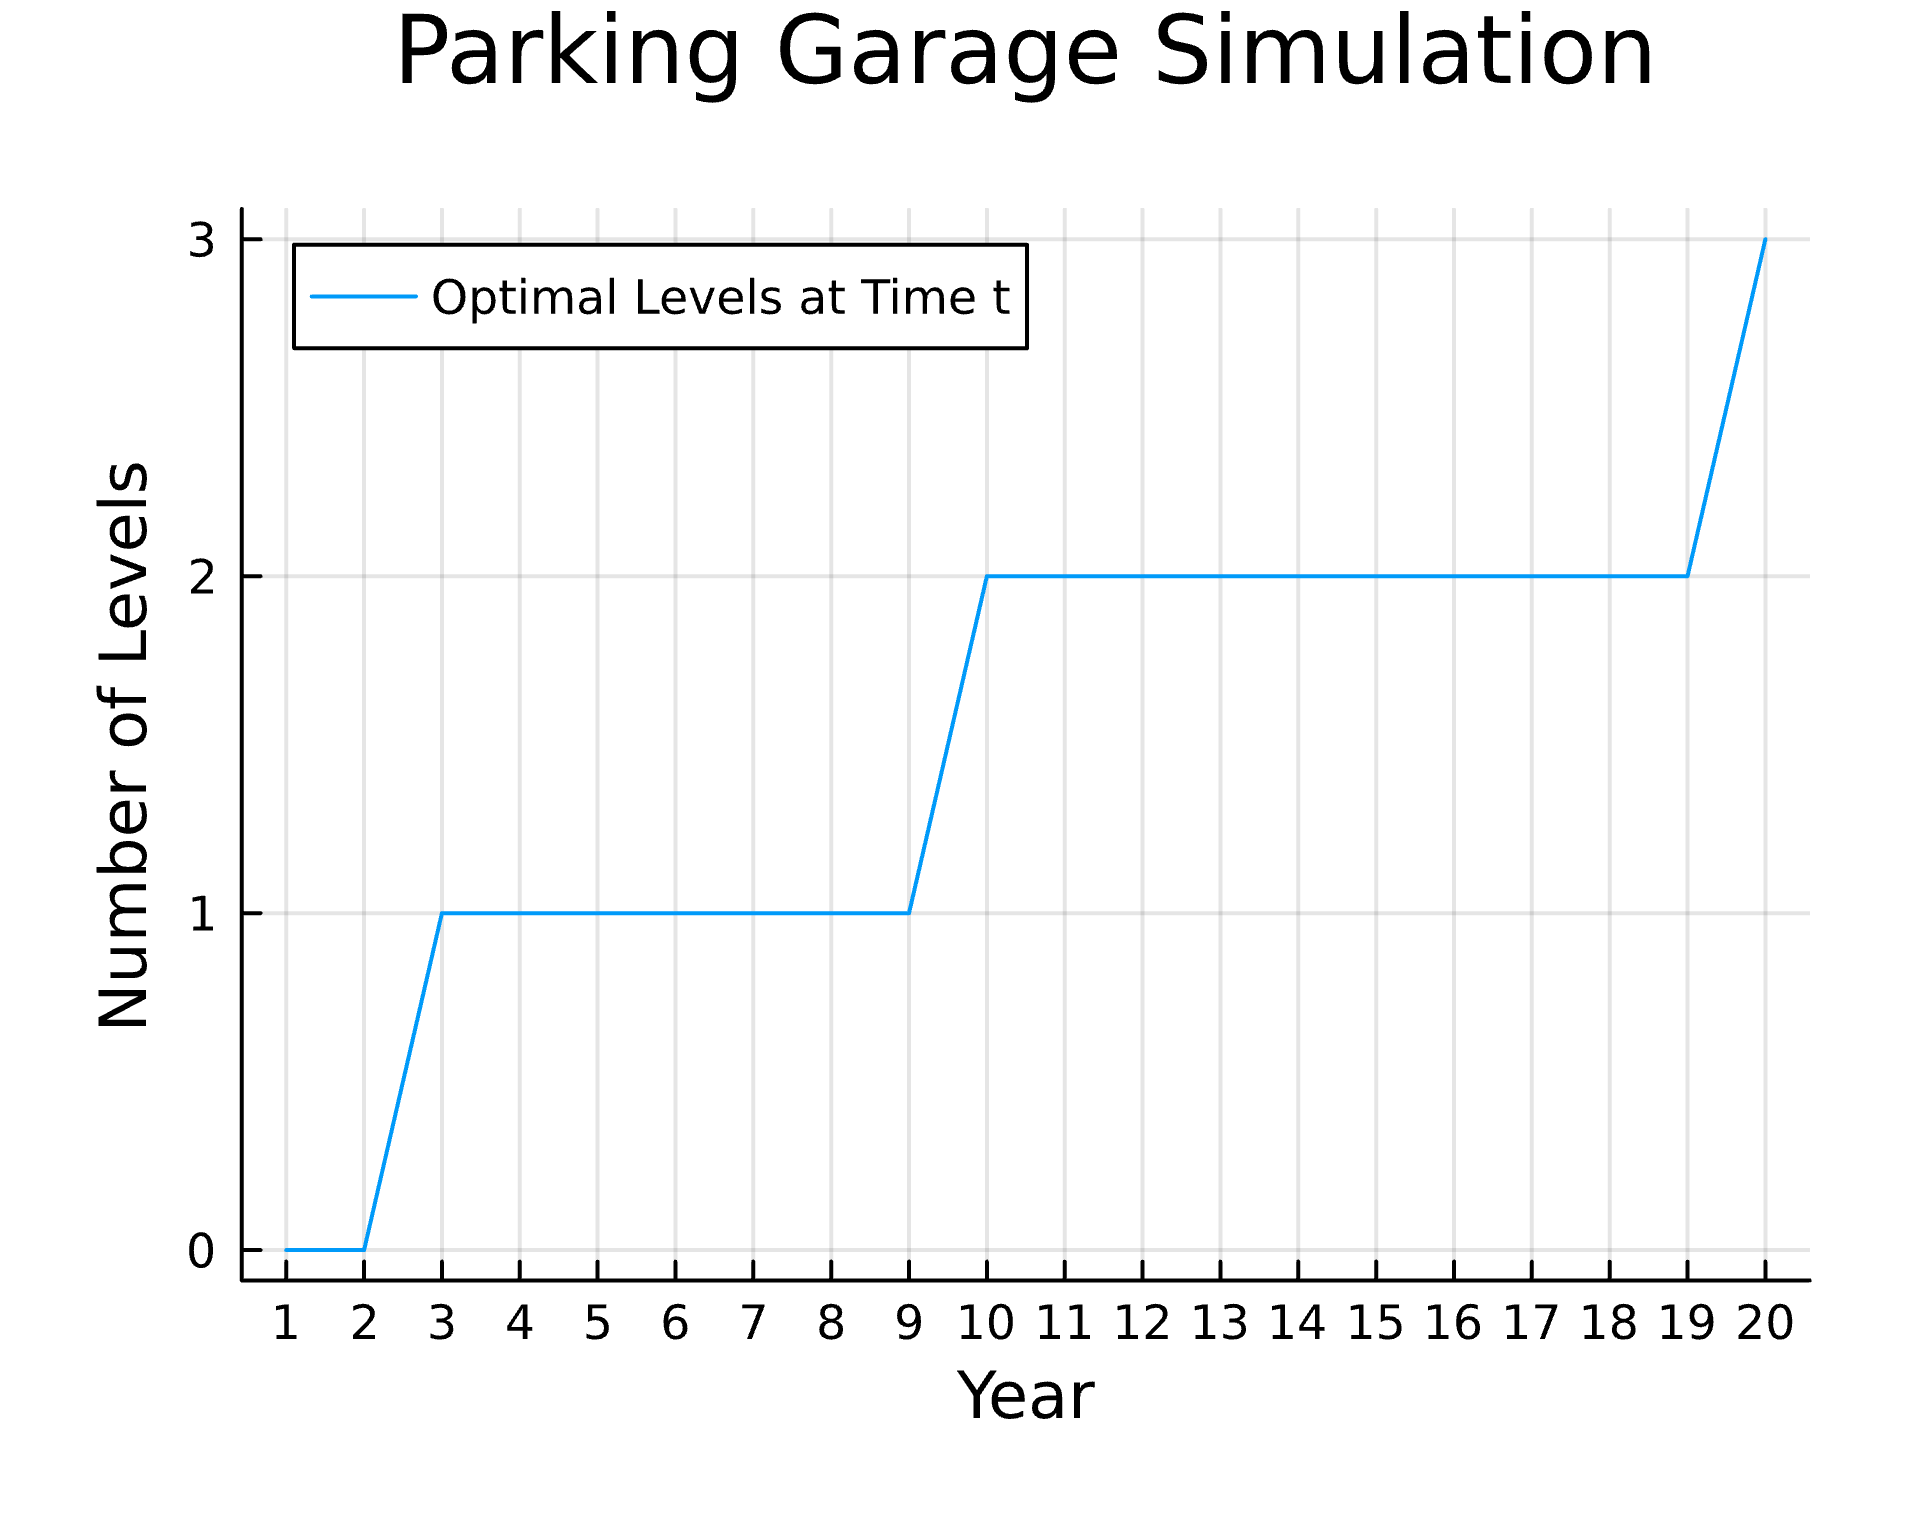 Parking Garage Simulation
Optimal Levels at Time t
Number of Levels
3
2
1
0
1 2 3 4 5 6 7 8 9 10 11 12 13 14 15 16 17 18 19 20
Year